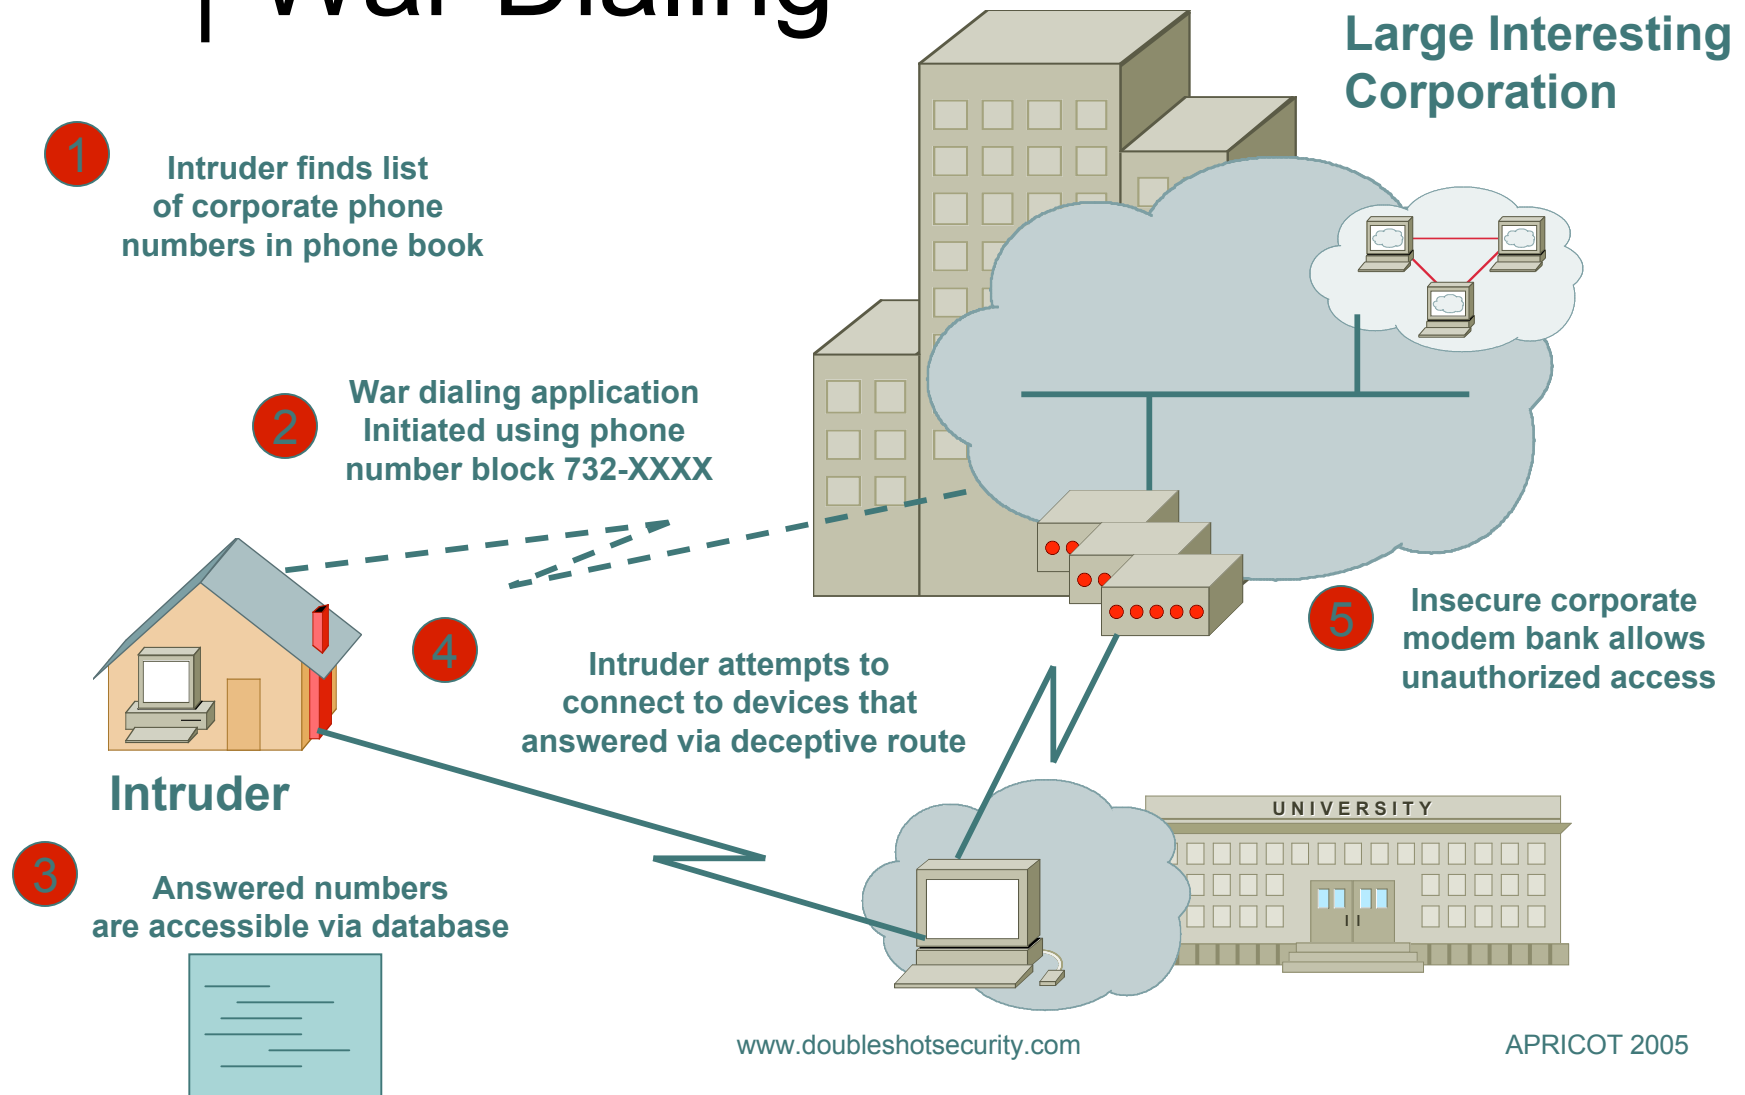 War Dialing
Large Interesting
Corporation
1
Intruder finds list
of corporate phone
numbers in phone book
2
War dialing application
Initiated using phone
number block 732-XXXX
4
Intruder attempts to
connect to devices that
answered via deceptive route
5
Insecure corporate
modem bank allows
unauthorized access
Intruder
3
Answered numbers
are accessible via database
UNIVERSITY
www.doubleshotsecurity.com
APRICOT 2005